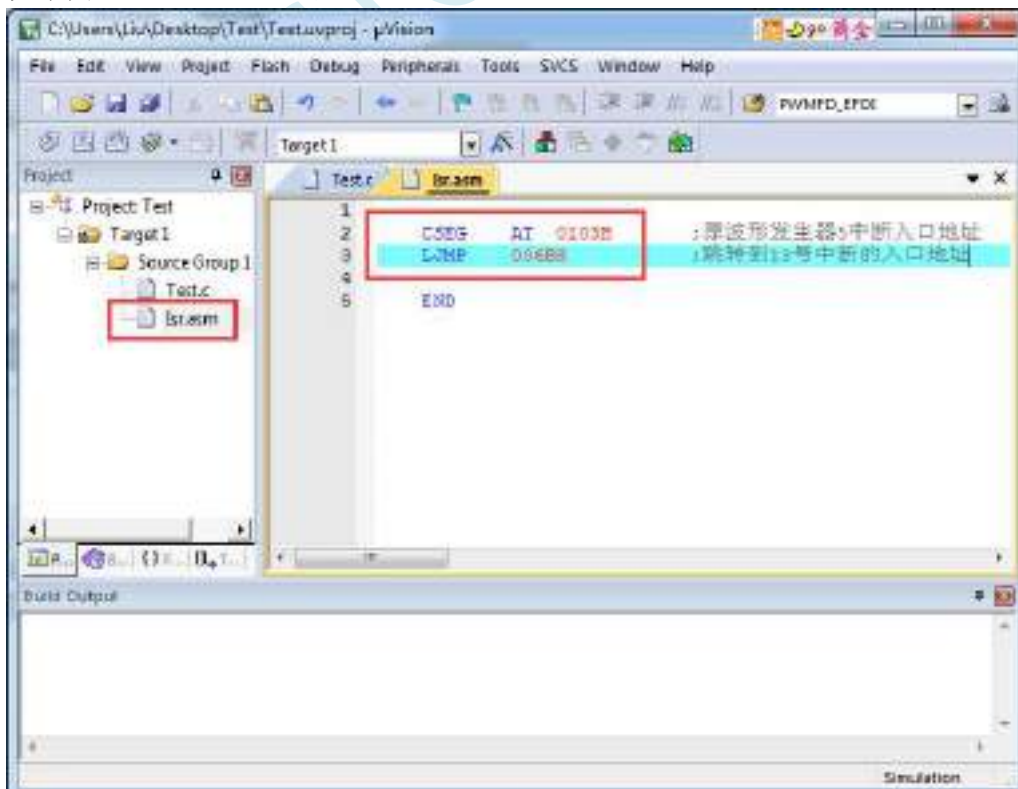 C:\Users\Liu\Desktop\Test\Test.uvproj - µVision
File Edit View Project Flash Debug Peripherals Tools SVCS Window Help
PWMFD_EFDI
Target 1
Project
Test.c
Isr.asm
Project: Test
Target 1
Source Group 1
Test.c
Isr.asm
1
2 CSEG AT 0103H ;原波形发生器5中断入口地址
3 LJMP 006BH ;跳转到13号中断的入口地址
4
5 END
Build Output
Simulation